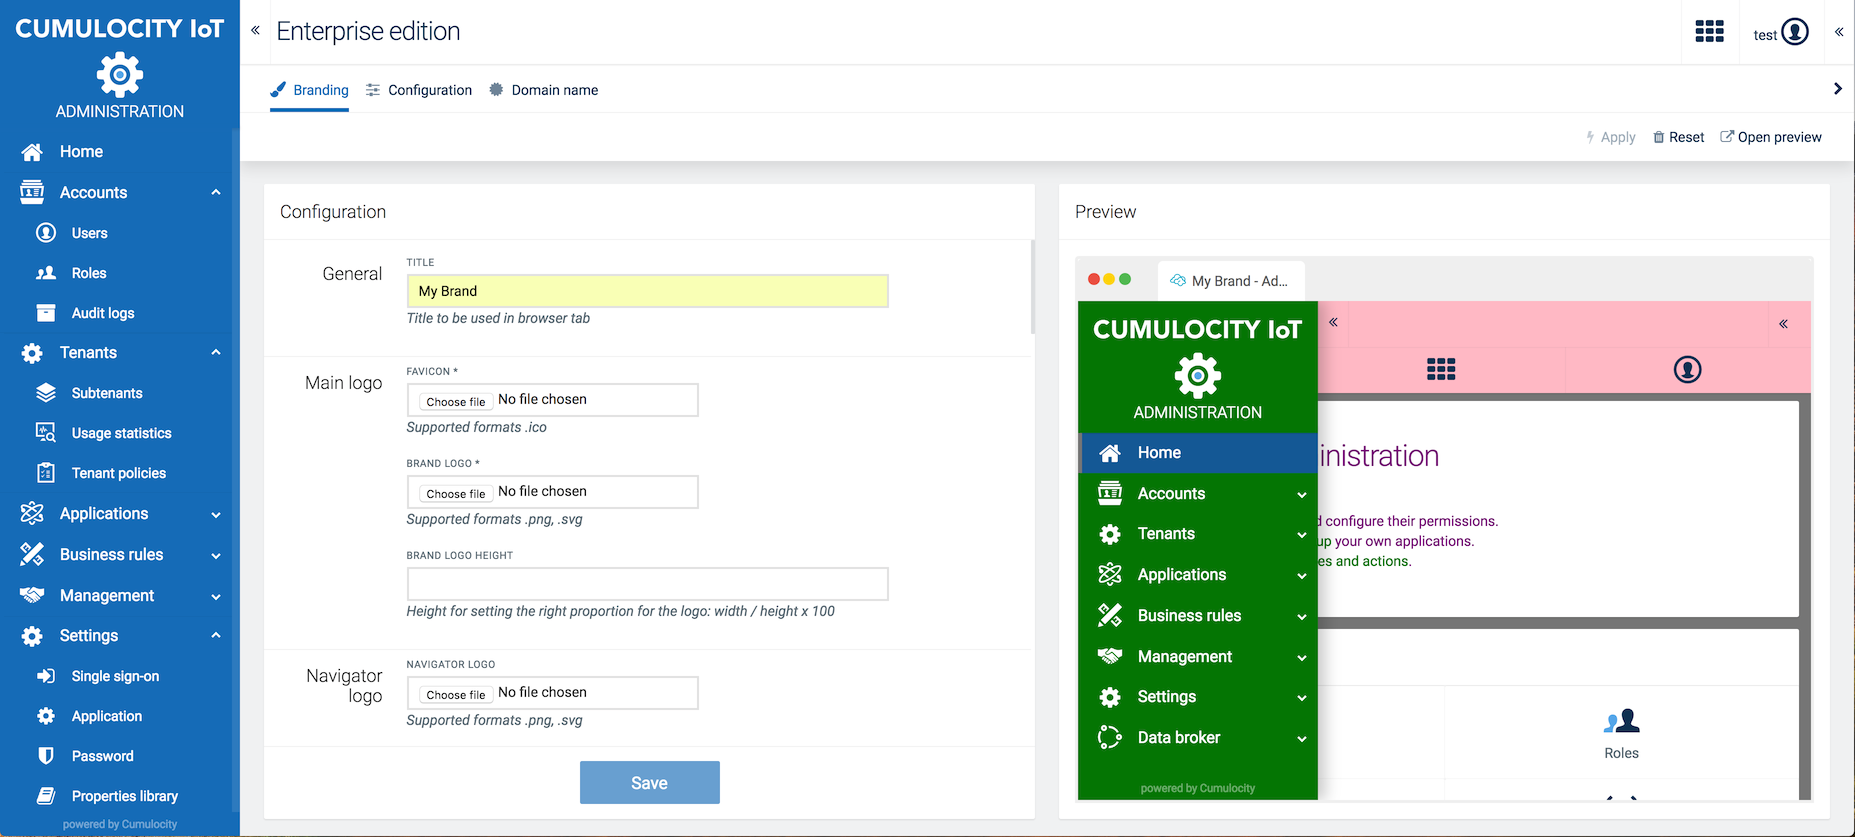 CUMULOCITY IoT
ADMINISTRATION
Home
Accounts
Users
Roles
Audit logs
Tenants
Subtenants
Usage statistics
Tenant policies
Applications
Business rules
Management
Settings
Single sign-on
Application
Password
Properties library
powered by Cumulocity
Enterprise edition
test
Branding Configuration Domain name
Apply Reset Open preview
Configuration
General
TITLE
My Brand
Title to be used in browser tab
Main logo
FAVICON *
Choose file No file chosen
Supported formats .ico
BRAND LOGO *
Choose file No file chosen
Supported formats .png, .svg
BRAND LOGO HEIGHT
Height for setting the right proportion for the logo: width / height x 100
Navigator
logo
NAVIGATOR LOGO
Choose file No file chosen
Supported formats .png, .svg
Save
Preview
My Brand - Ad...
CUMULOCITY IoT
ADMINISTRATION
Home
Accounts
Tenants
Applications
Business rules
Management
Settings
Data broker
powered by Cumulocity
inistration
d configure their permissions.
up your own applications.
es and actions.
Roles